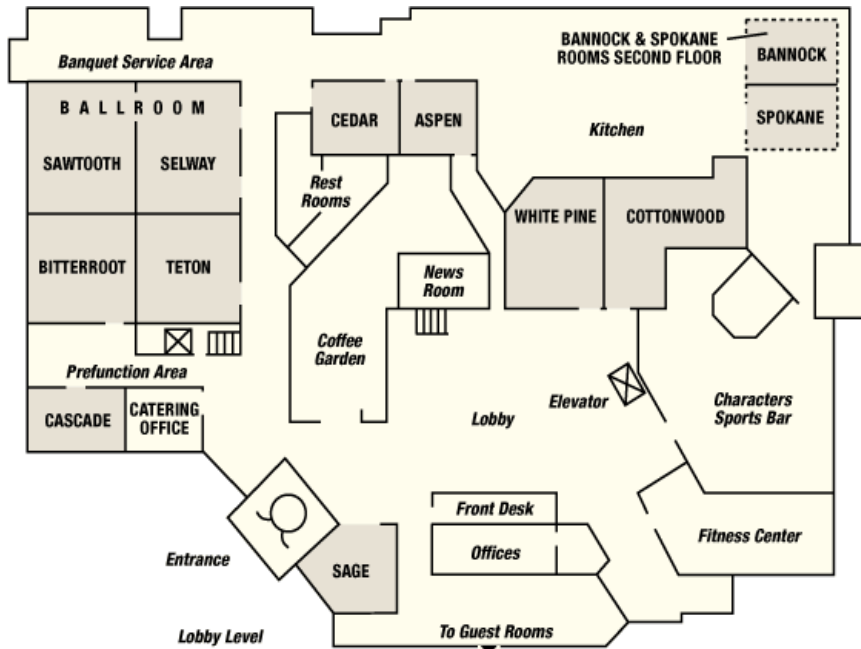 Banquet Service Area
BANNOCK & SPOKANE
ROOMS SECOND FLOOR
BANNOCK
SPOKANE
BALLROOM
SAWTOOTH
SELWAY
BITTERROOT
TETON
CEDAR
ASPEN
Kitchen
Rest
Rooms
WHITE PINE
COTTONWOOD
News
Room
Coffee
Garden
Prefunction Area
CASCADE
CATERING
OFFICE
Lobby
Elevator
Characters
Sports Bar
Front Desk
Offices
Fitness Center
Entrance
SAGE
Lobby Level
To Guest Rooms